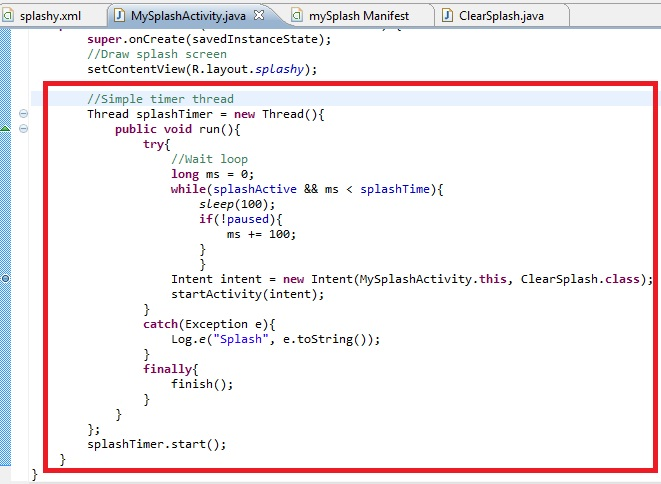 splashy.xml MySplashActivity.java mySplash Manifest ClearSplash.java
super.onCreate(savedInstanceState);
//Draw splash screen
setContentView(R.layout.splashy);
//Simple timer thread
Thread splashTimer = new Thread(){
public void run(){
try{
//Wait loop
long ms = 0;
while(splashActive && ms < splashTime){
sleep(100);
if(!paused){
ms += 100;
}
}
Intent intent = new Intent(MySplashActivity.this, ClearSplash.class);
startActivity(intent);
}
catch(Exception e){
Log.e("Splash", e.toString());
}
finally{
finish();
}
}
};
splashTimer.start();
}
}